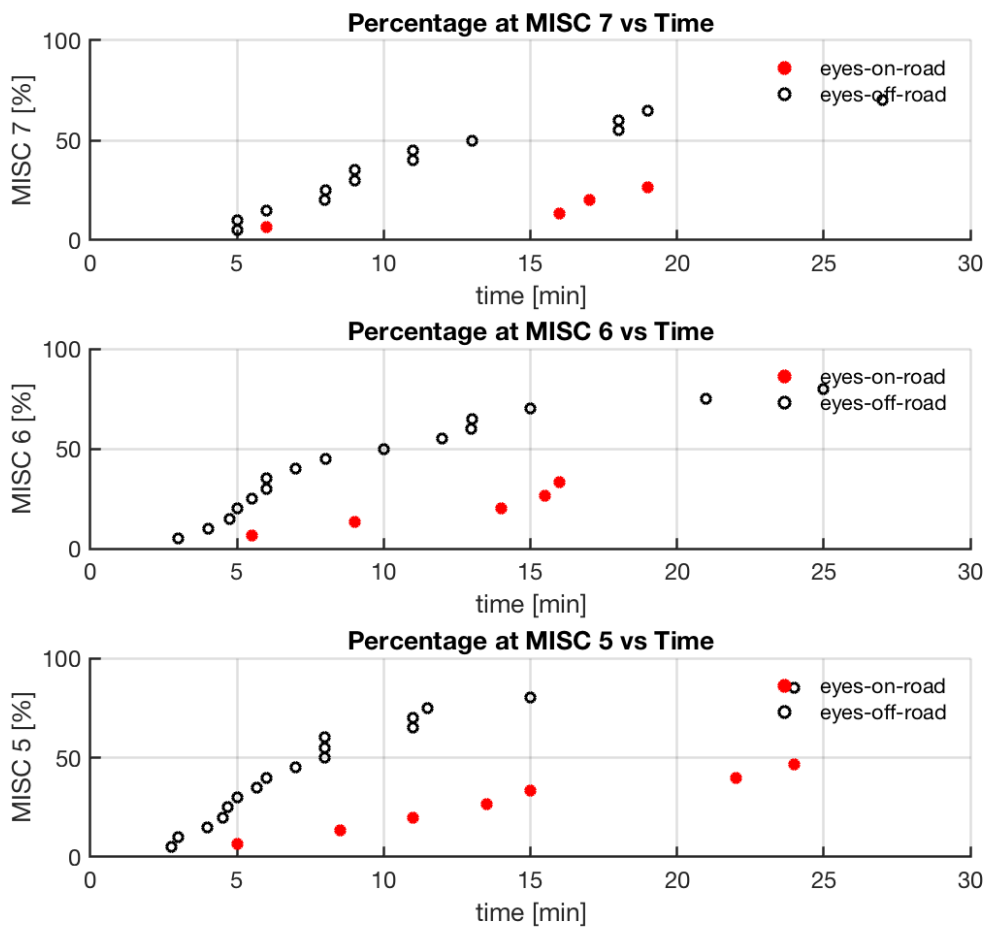 Percentage at MISC 7 vs Time
MISC 7 [%]
100
50
0
eyes-on-road
eyes-off-road
0 5 10 15 20 25 30
time [min]
Percentage at MISC 6 vs Time
MISC 6 [%]
100
50
0
eyes-on-road
eyes-off-road
0 5 10 15 20 25 30
time [min]
Percentage at MISC 5 vs Time
MISC 5 [%]
100
50
0
eyes-on-road
eyes-off-road
0 5 10 15 20 25 30
time [min]